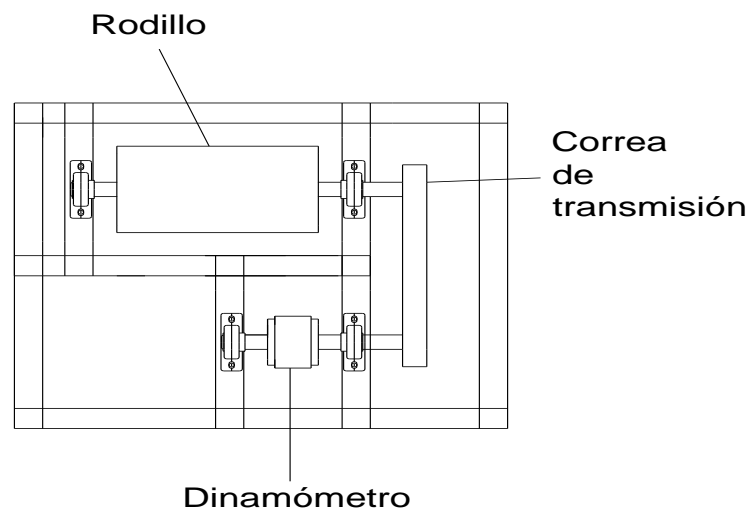 Rodillo
Correa
de
transmisión
Dinamómetro